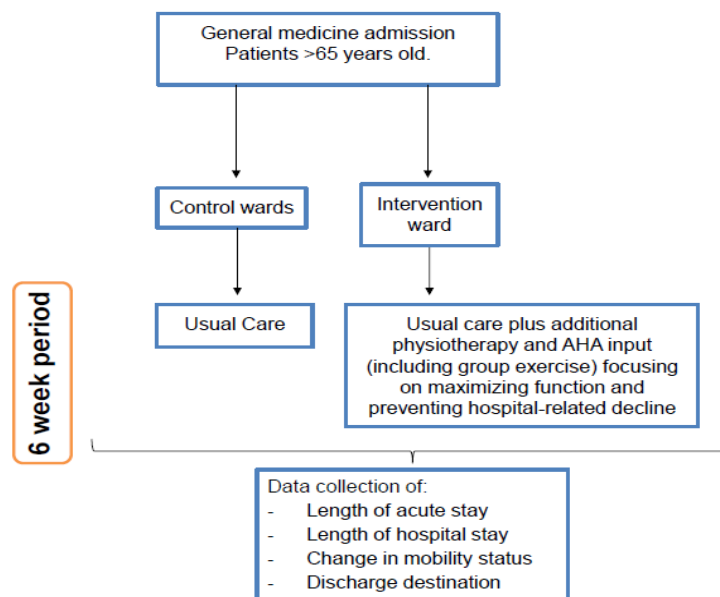 General medicine admission
Patients >65 years old.
Control wards
Intervention
ward
6 week period
Usual Care
Usual care plus additional
physiotherapy and AHA input
(including group exercise) focusing
on maximizing function and
preventing hospital-related decline
Data collection of:
- Length of acute stay
- Length of hospital stay
- Change in mobility status
- Discharge destination